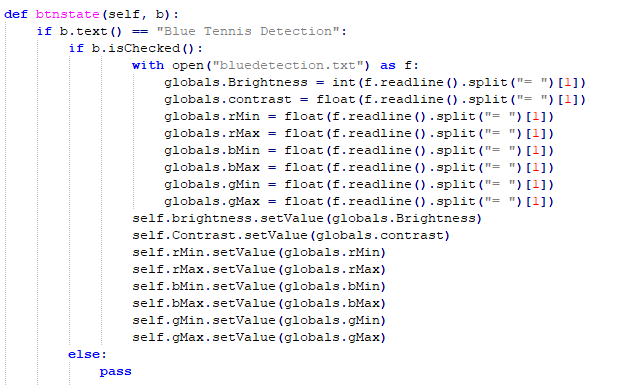 def btnstate(self, b):
    if b.text() == "Blue Tennis Detection":
        if b.isChecked():
                with open("bluedetection.txt") as f:
                    globals.Brightness = int(f.readline().split("= ")[1])
                    globals.contrast = float(f.readline().split("= ")[1])
                    globals.rMin = float(f.readline().split("= ")[1])
                    globals.rMax = float(f.readline().split("= ")[1])
                    globals.bMin = float(f.readline().split("= ")[1])
                    globals.bMax = float(f.readline().split("= ")[1])
                    globals.gMin = float(f.readline().split("= ")[1])
                    globals.gMax = float(f.readline().split("= ")[1])
                self.brightness.setValue(globals.Brightness)
                self.Contrast.setValue(globals.contrast)
                self.rMin.setValue(globals.rMin)
                self.rMax.setValue(globals.rMax)
                self.bMin.setValue(globals.bMin)
                self.bMax.setValue(globals.bMax)
                self.gMin.setValue(globals.gMin)
                self.gMax.setValue(globals.gMax)
        else:
            pass